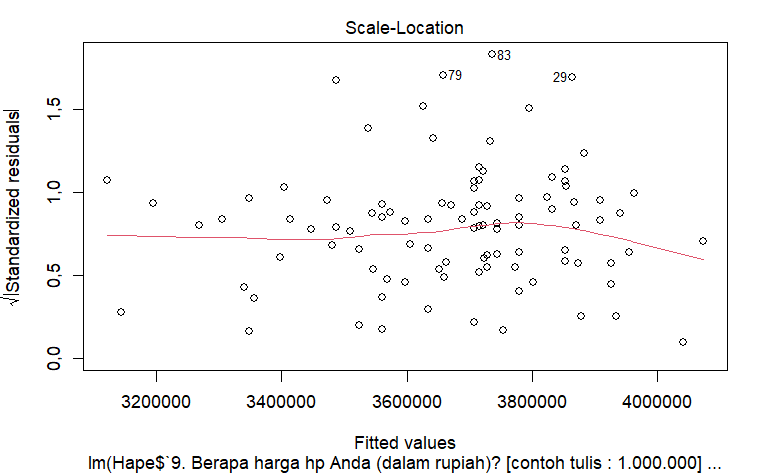 Scale-Location
√|Standardized residuals|
1,5
1,0
0,5
0,0
79
83
29
3200000 3400000 3600000 3800000 4000000
Fitted values
lm(Hape$`9. Berapa harga hp Anda (dalam rupiah)? [contoh tulis : 1.000.000] ...